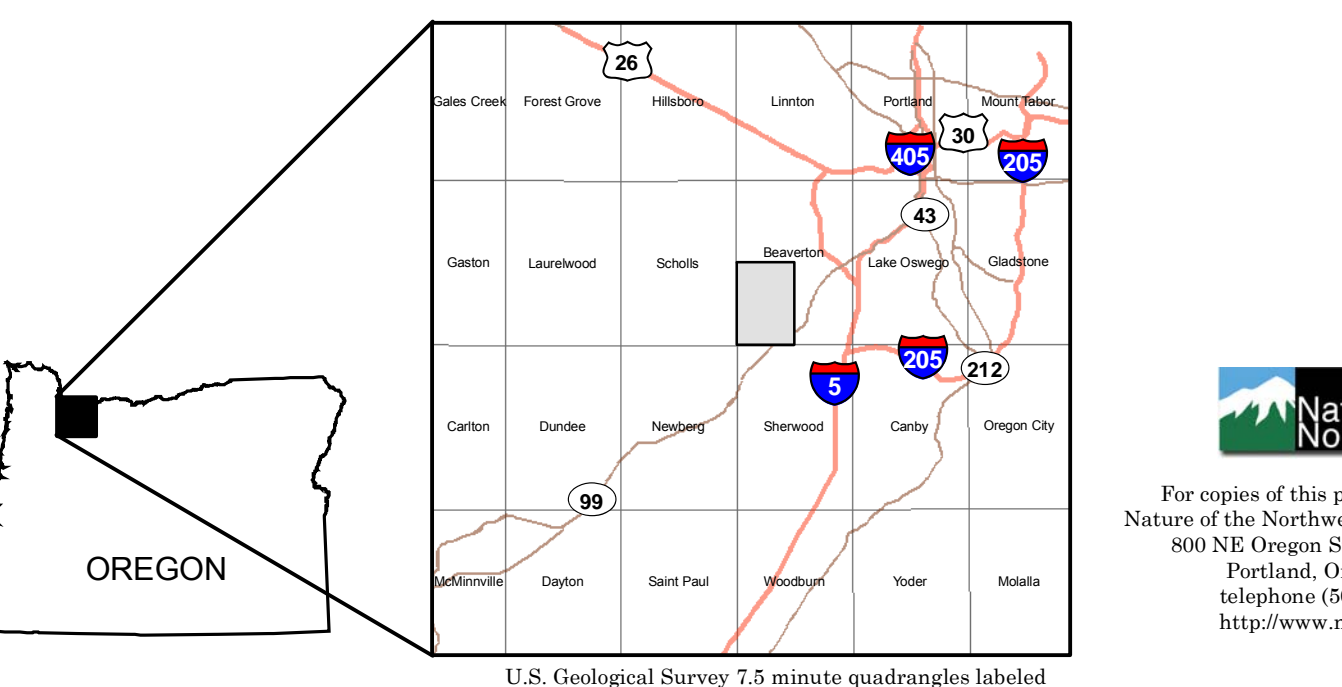 26
Gales Creek Forest Grove Hillsboro Linnton Portland Mount Tabor
30
405
205
43
Gaston Laurelwood Scholls Beaverton Lake Oswego Gladstone
205
212
5
Carlton Dundee Newberg Sherwood Canby Oregon City
99
OREGON
McMinnville Dayton Saint Paul Woodburn Yoder Molalla
U.S. Geological Survey 7.5 minute quadrangles labeled
Nat
No
For copies of this p
Nature of the Northwe
800 NE Oregon S
Portland, O
telephone (50
http://www.n